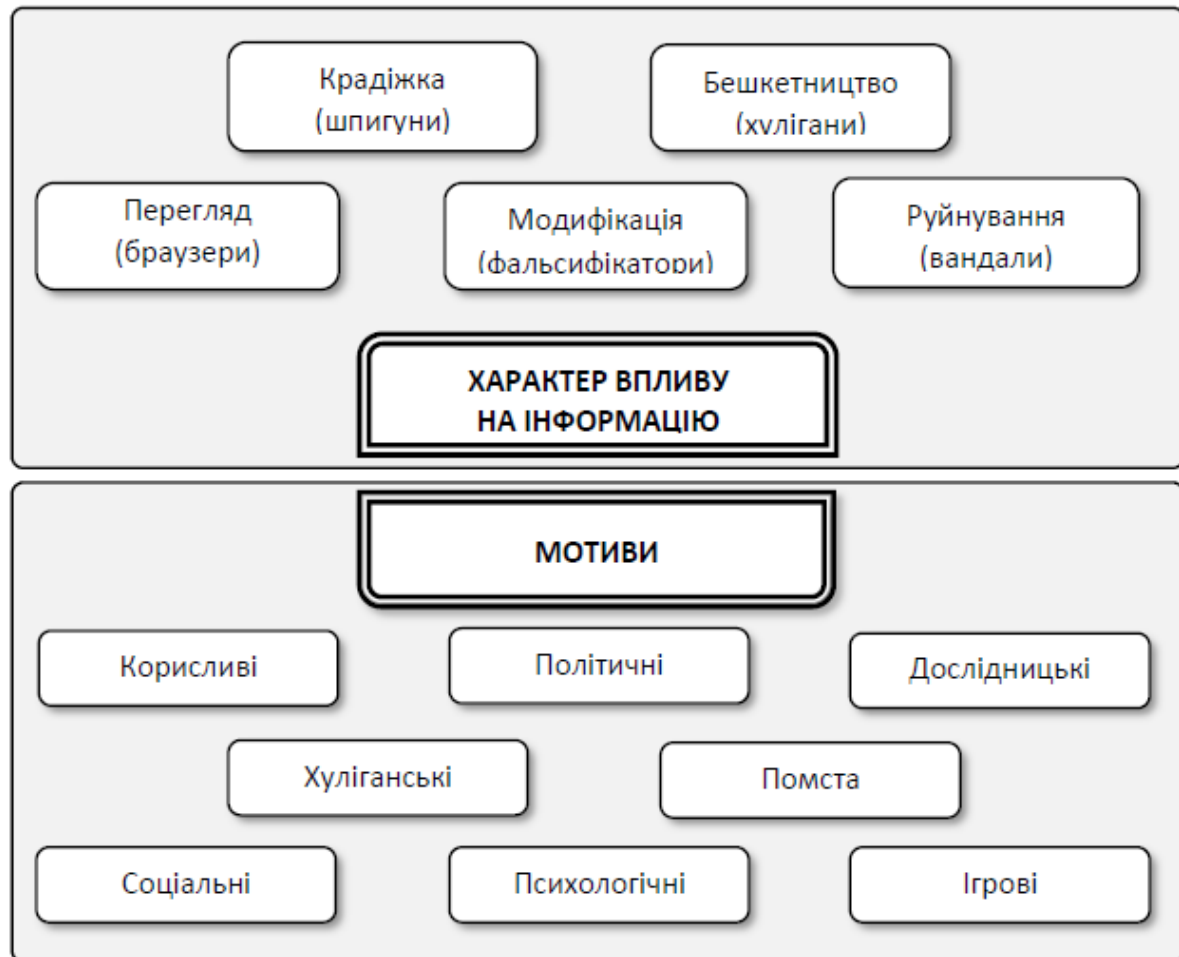 Крадіжка
(шпигуни)
Бешкетництво
(хулігани)
Перегляд
(браузери)
Модифікація
(фальсифікатори)
Руйнування
(вандали)
ХАРАКТЕР ВПЛИВУ
НА ІНФОРМАЦІЮ
МОТИВИ
Корисливі
Політичні
Дослідницькі
Хуліганські
Помста
Соціальні
Психологічні
Ігрові